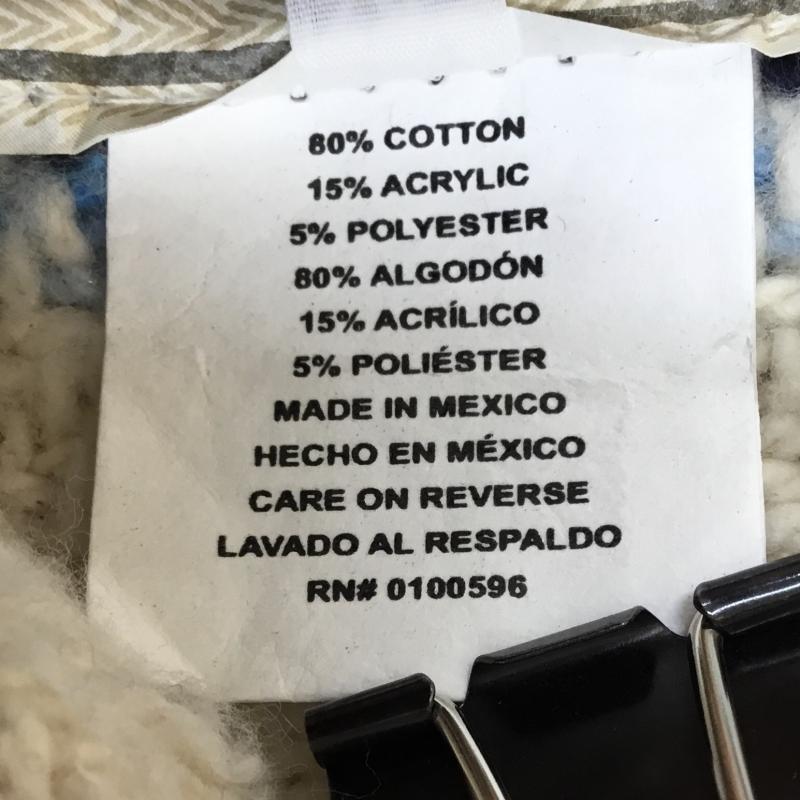 80% COTTON
15% ACRYLIC
5% POLYESTER
80% ALGODÓN
15% ACRÍLICO
5% POLIÉSTER
MADE IN MEXICO
HECHO EN MÉXICO
CARE ON REVERSE
LAVADO AL RESPALDO
RN# 0100596